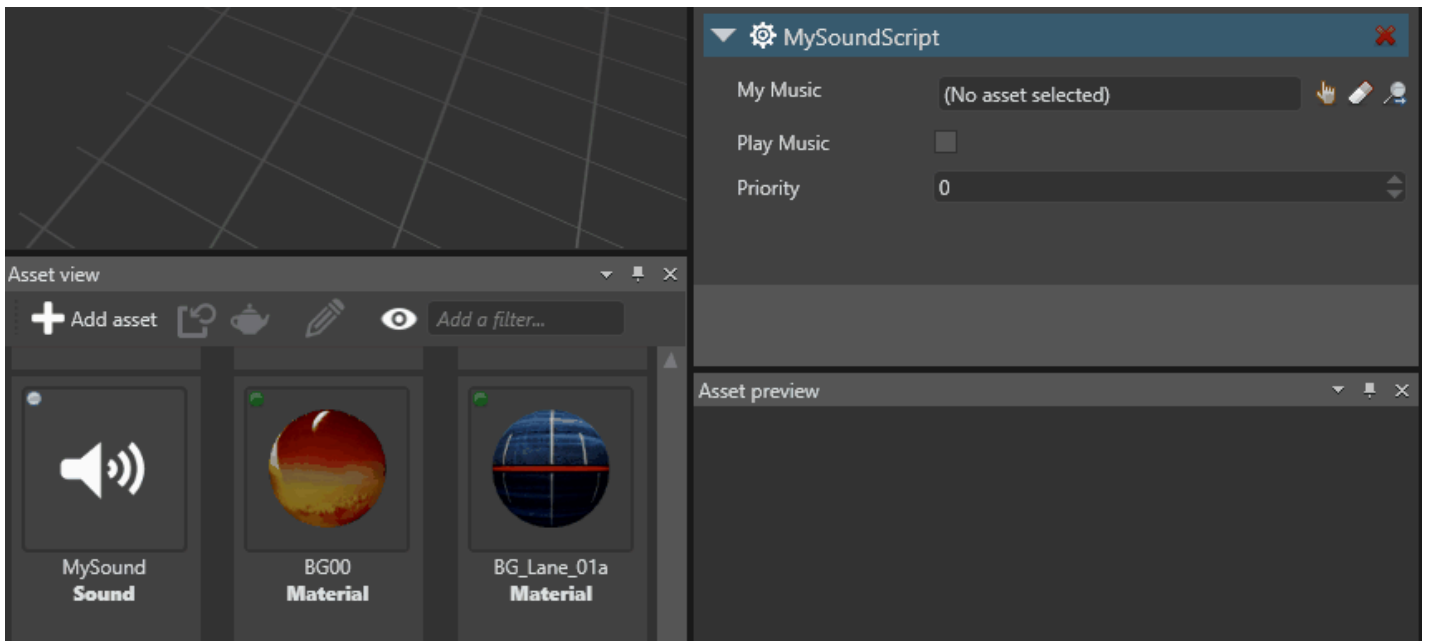 MySoundScript
My Music
(No asset selected)
Play Music
Priority
0
Asset view
Add asset
Add a filter...
MySound
Sound
BG00
Material
BG_Lane_01a
Material
Asset preview